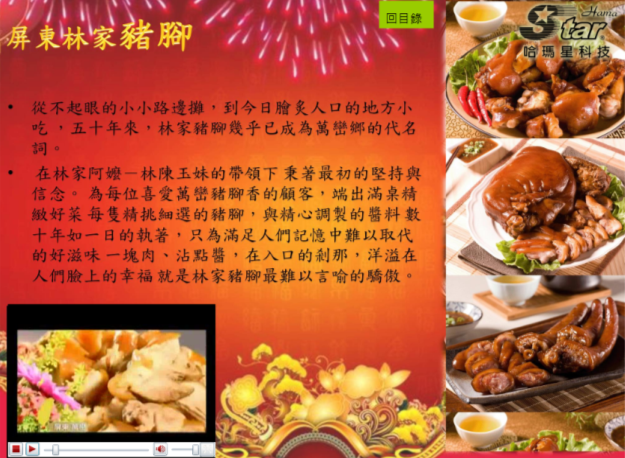 回目錄
屏東林家豬腳
Homa
Star
哈瑪星科技
• 從不起眼的小小路邊攤，到今日膾炙人口的地方小
吃 ，五十年來，林家豬腳幾乎已成為萬巒鄉的代名
詞。
• 在林家阿嬤－林陳玉妹的帶領下 秉著最初的堅持與
信念。 為每位喜愛萬巒豬腳香的顧客，端出滿桌精
緻好菜 每隻精挑細選的豬腳，與精心調製的醬料 數
十年如一日的執著，只為滿足人們記憶中難以取代
的好滋味 一塊肉、沾點醬，在入口的剎那，洋溢在
人們臉上的幸福 就是林家豬腳最難以言喻的驕傲。